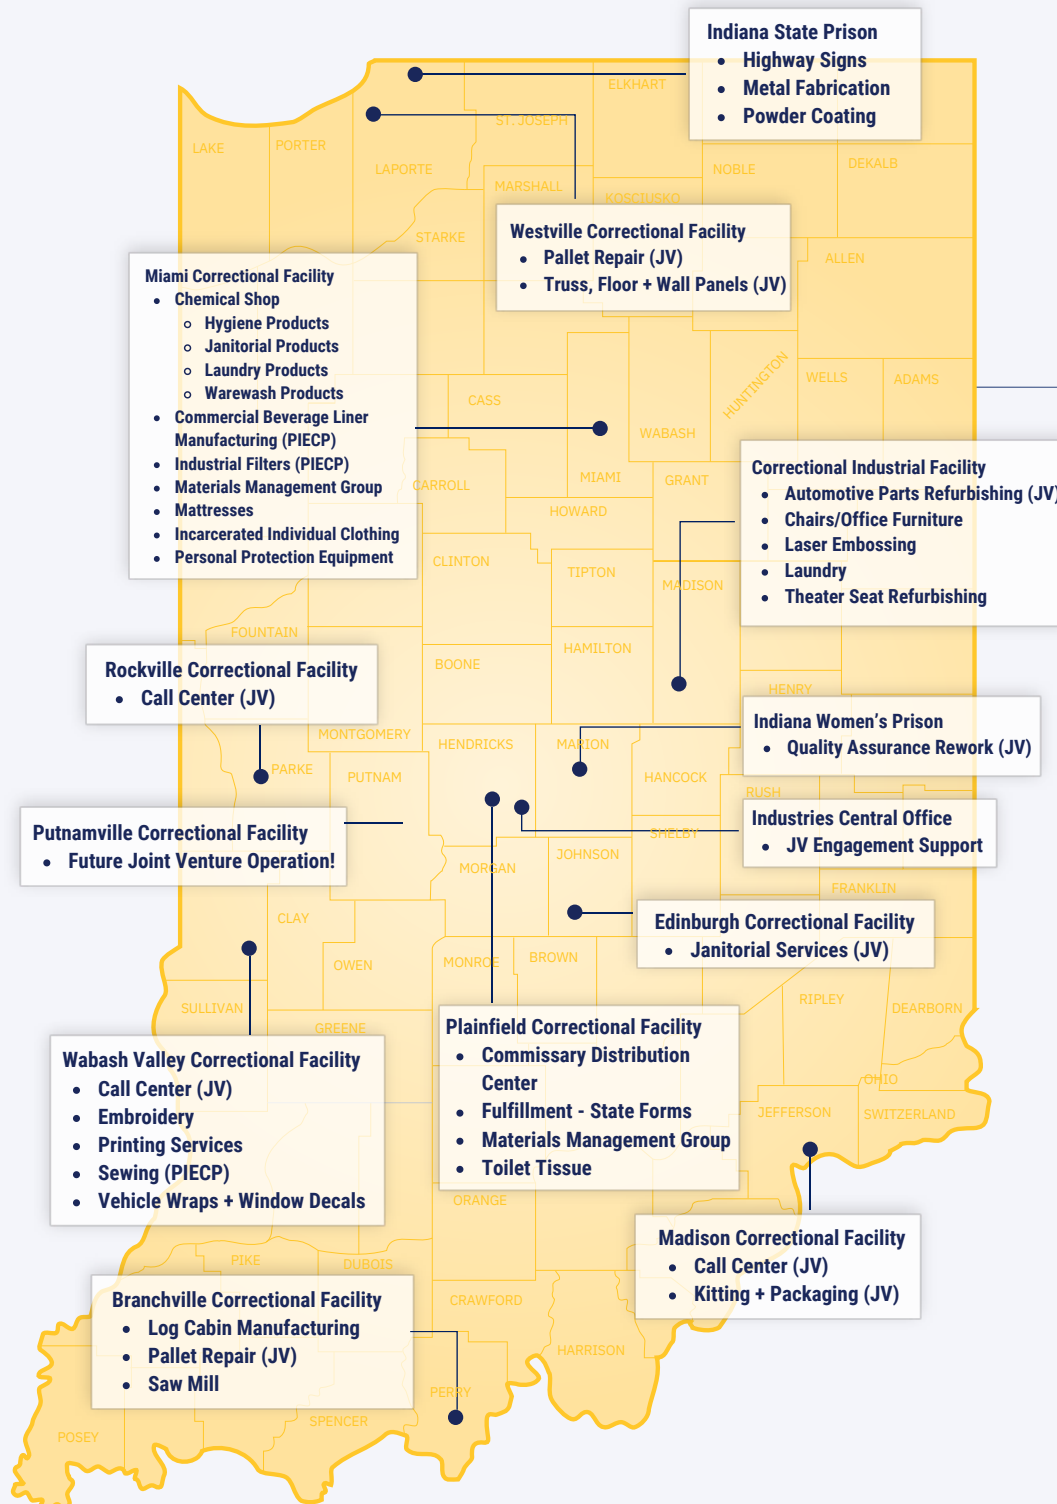 Indiana State Prison
Highway Signs
Metal Fabrication
Powder Coating
ELKHART
ST. JOSEPH
LAKE
PORTER
LAPORTE
NOBLE
DEKALB
MARSHALL
KOSCIUSKO
STARKE
ALLEN
Westville Correctional Facility
Pallet Repair (JV)
Truss, Floor + Wall Panels (JV)
Miami Correctional Facility
Chemical Shop
Hygiene Products
Janitorial Products
Laundry Products
Warewash Products
Commercial Beverage Liner
Manufacturing (PIECP)
Industrial Filters (PIECP)
Materials Management Group
Mattresses
Incarcerated Individual Clothing
Personal Protection Equipment
CASS
WABASH
HUNTINGTON
WELLS
ADAMS
CARROLL
MIAMI
GRANT
HOWARD
CLINTON
TIPTON
MADISON
Correctional Industrial Facility
Automotive Parts Refurbishing (JV)
Chairs/Office Furniture
Laser Embossing
Laundry
Theater Seat Refurbishing
FOUNTAIN
BOONE
HAMILTON
HENRY
Rockville Correctional Facility
Call Center (JV)
MONTGOMERY
HENDRICKS
MARION
HANCOCK
PARKE
PUTNAM
RUSH
Indiana Women's Prison
Quality Assurance Rework (JV)
Putnamville Correctional Facility
Future Joint Venture Operation!
Industries Central Office
JV Engagement Support
SHELBY
MORGAN
JOHNSON
FRANKLIN
CLAY
OWEN
MONROE
BROWN
Edinburgh Correctional Facility
Janitorial Services (JV)
SULLIVAN
GREENE
RIPLEY
DEARBORN
Plainfield Correctional Facility
Commissary Distribution
Center
Fulfillment - State Forms
Materials Management Group
Toilet Tissue
Wabash Valley Correctional Facility
Call Center (JV)
Embroidery
Printing Services
Sewing (PIECP)
Vehicle Wraps + Window Decals
OHIO
JEFFERSON
SWITZERLAND
ORANGE
Madison Correctional Facility
Call Center (JV)
Kitting + Packaging (JV)
PIKE
DUBOIS
CRAWFORD
Branchville Correctional Facility
Log Cabin Manufacturing
Pallet Repair (JV)
Saw Mill
HARRISON
PERRY
SPENCER
POSEY